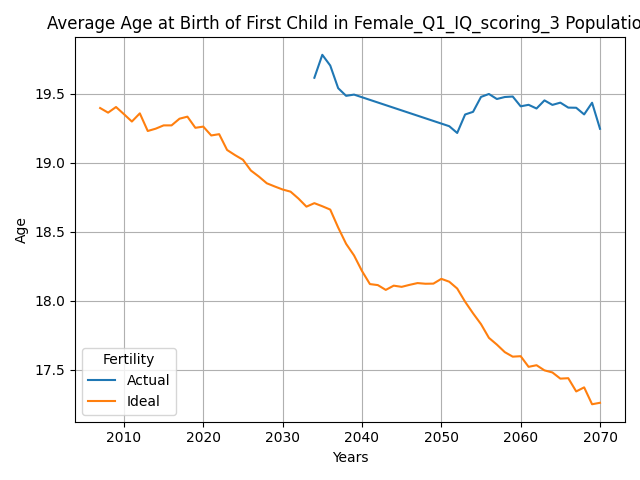 Average Age at Birth of First Child in Female_Q1_IQ_scoring_3 Populatio
19.5
19.0
18.5
18.0
17.5
Age
Fertility
Actual
Ideal
2010 2020 2030 2040 2050 2060 2070
Years